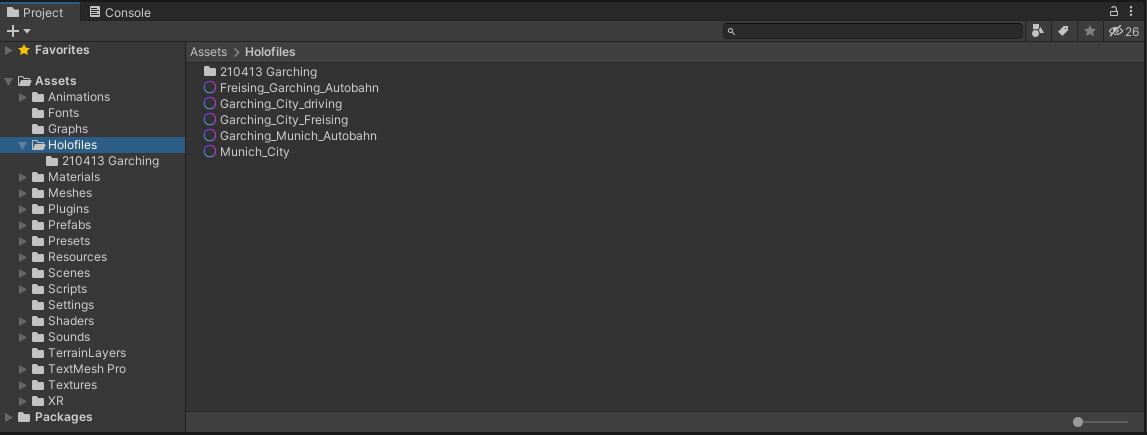 Project Console
26
Favorites
Assets
Animations
Fonts
Graphs
Holofiles
210413 Garching
Materials
Meshes
Plugins
Prefabs
Presets
Resources
Scenes
Scripts
Settings
Shaders
Sounds
TerrainLayers
TextMesh Pro
Textures
XR
Packages
Assets > Holofiles
210413 Garching
Freising_Garching_Autobahn
Garching_City_driving
Garching_City_Freising
Garching_Munich_Autobahn
Munich_City